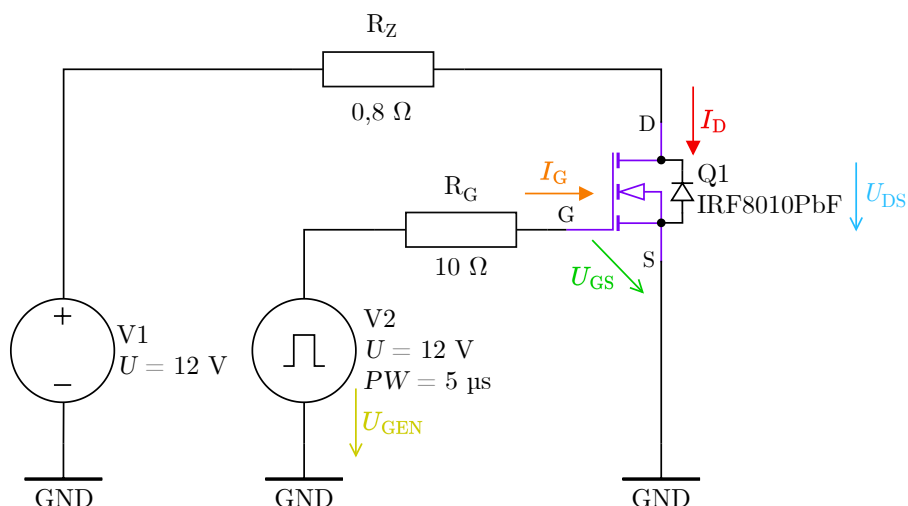 R_Z
0,8 Ω
D
I_D
I_G
Q1
IRF8010PbF
U_DS
R_G
G
10 Ω
S
U_GS
+
V1
U = 12 V
−
V2
U = 12 V
PW = 5 µs
U_GEN
GND
GND
GND